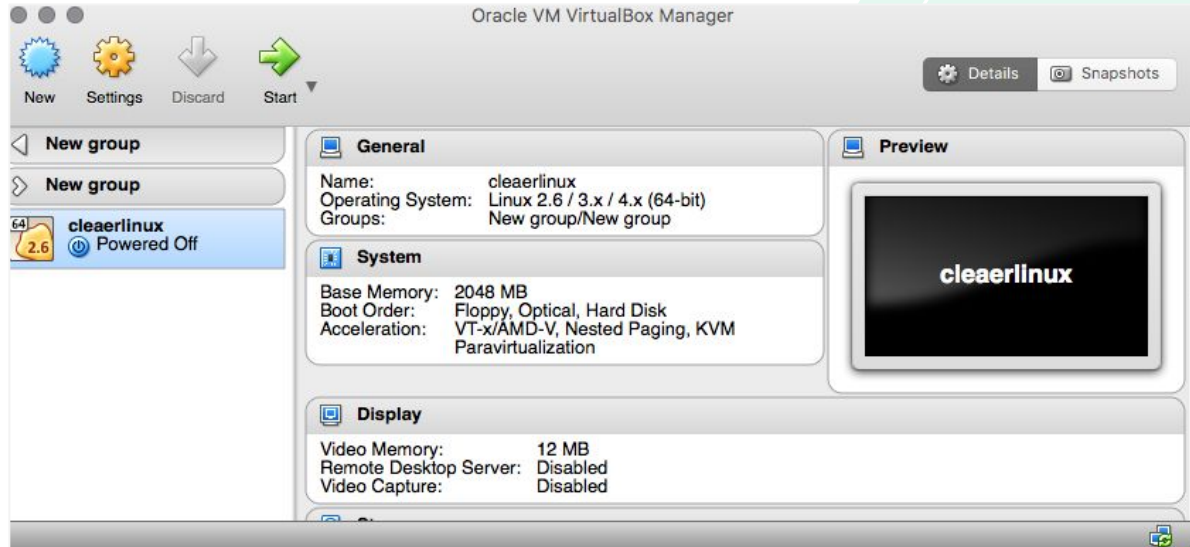 Oracle VM VirtualBox Manager
New
Settings
Discard
Start
Details
Snapshots
New group
New group
64
2.6
cleaerlinux
Powered Off
General
Name: cleaerlinux
Operating System: Linux 2.6 / 3.x / 4.x (64-bit)
Groups: New group/New group
System
Base Memory: 2048 MB
Boot Order: Floppy, Optical, Hard Disk
Acceleration: VT-x/AMD-V, Nested Paging, KVM
Paravirtualization
Preview
cleaerlinux
Display
Video Memory: 12 MB
Remote Desktop Server: Disabled
Video Capture: Disabled